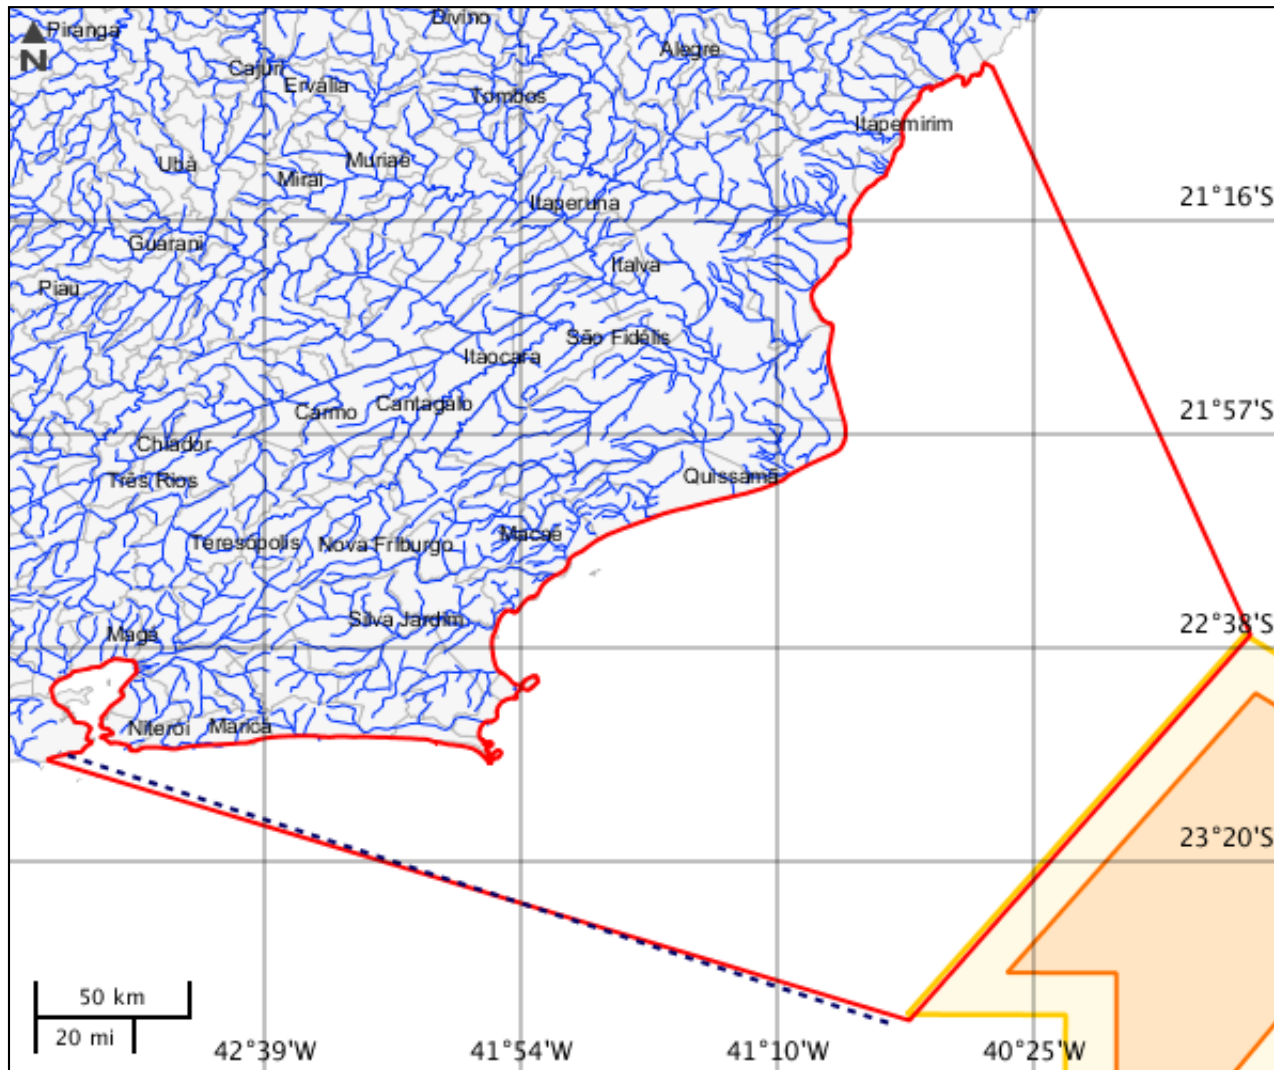 Divino
Piranga
N
Alegre
Cajuri
Ervália
Tombos
Itapemirim
Ubá
Muriaé
Miraí
21°16'S
Itaperuna
Guarani
Italva
Piau
São Fidélis
Itaocara
Carmo
Cantagalo
21°57'S
Chiador
Três Rios
Quissamã
Macaé
Teresópolis
Nova Friburgo
Silva Jardim
22°38'S
Magé
Niterói
Maricá
23°20'S
50 km
20 mi
42°39'W
41°54'W
41°10'W
40°25'W